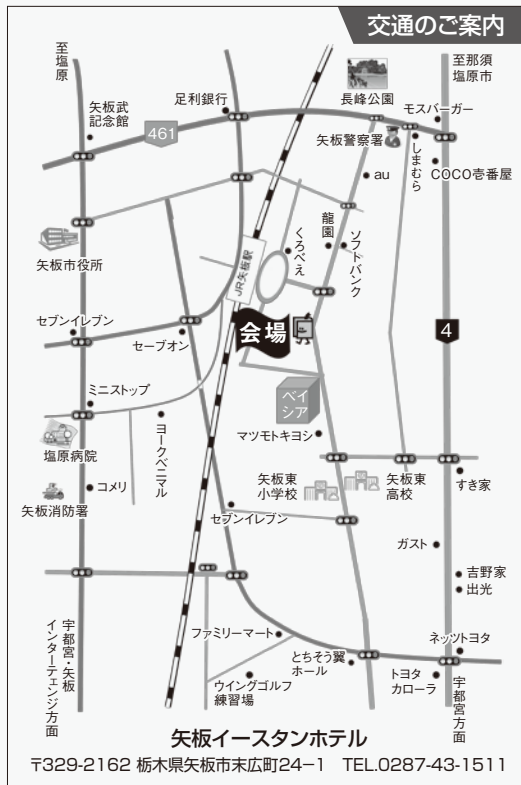 交通のご案内
至塩原
矢板武
記念館
足利銀行
461
長峰公園
至那須
塩原市
モスバーガー
矢板警察署
しまむら
COCO壱番屋
au
龍園
ソフトバンク
くろべえ
JR矢板駅
矢板市役所
セブンイレブン
セーブオン
会場
4
ミニストップ
ベイ
シア
マツモトキヨシ
塩原病院
ヨークベニマル
コメリ
矢板消防署
矢板東
小学校
矢板東
高校
すき家
セブンイレブン
ガスト
吉野家
出光
ファミリーマート
とちそう翼
ホール
ネッツトヨタ
ウイングゴルフ
練習場
トヨタ
カローラ
宇都宮・矢板
インターチェンジ方面
宇都宮方面
矢板イースタンホテル
〒329-2162 栃木県矢板市末広町24−1 TEL.0287-43-1511